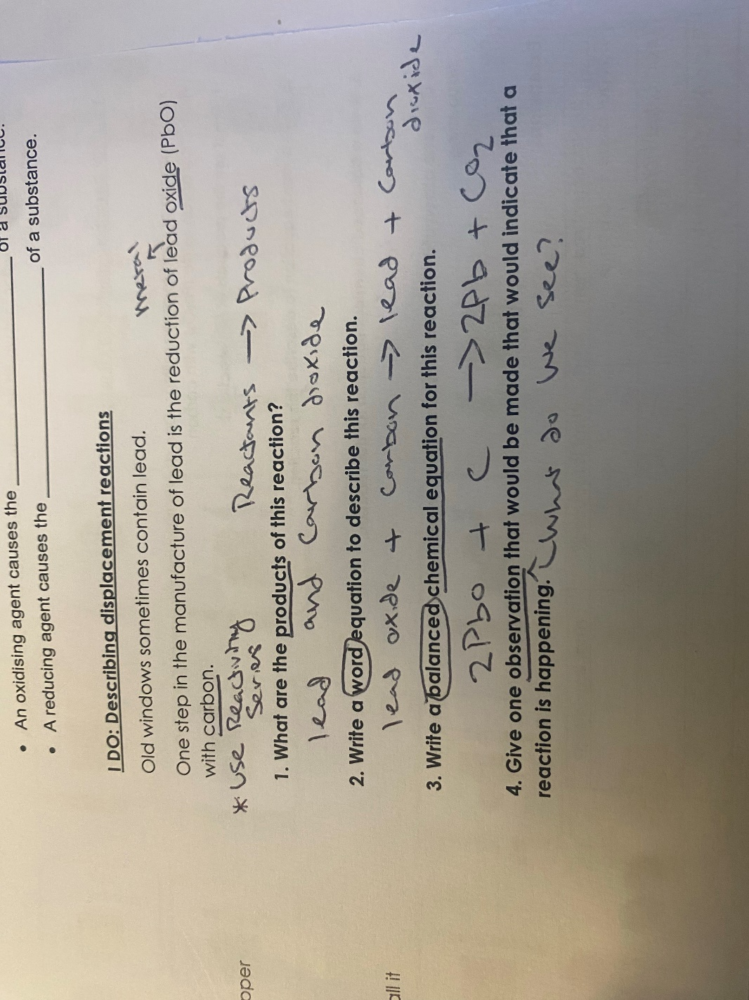 of a substance.
• An oxidising agent causes the
of a substance.
• A reducing agent causes the
I DO: Describing displacement reactions
Old windows sometimes contain lead.
metal
One step in the manufacture of lead is the reduction of lead oxide (PbO)
with carbon.
* Use Reactivity Series
Reactants → Products
1. What are the products of this reaction?
lead and Carbon dioxide
2. Write a word equation to describe this reaction.
lead oxide + carbon → lead + Carbon
dioxide
3. Write a balanced chemical equation for this reaction.
2PbO + C → 2Pb + CO2
4. Give one observation that would be made that would indicate that a
reaction is happening.
What do we see?
oper
all it